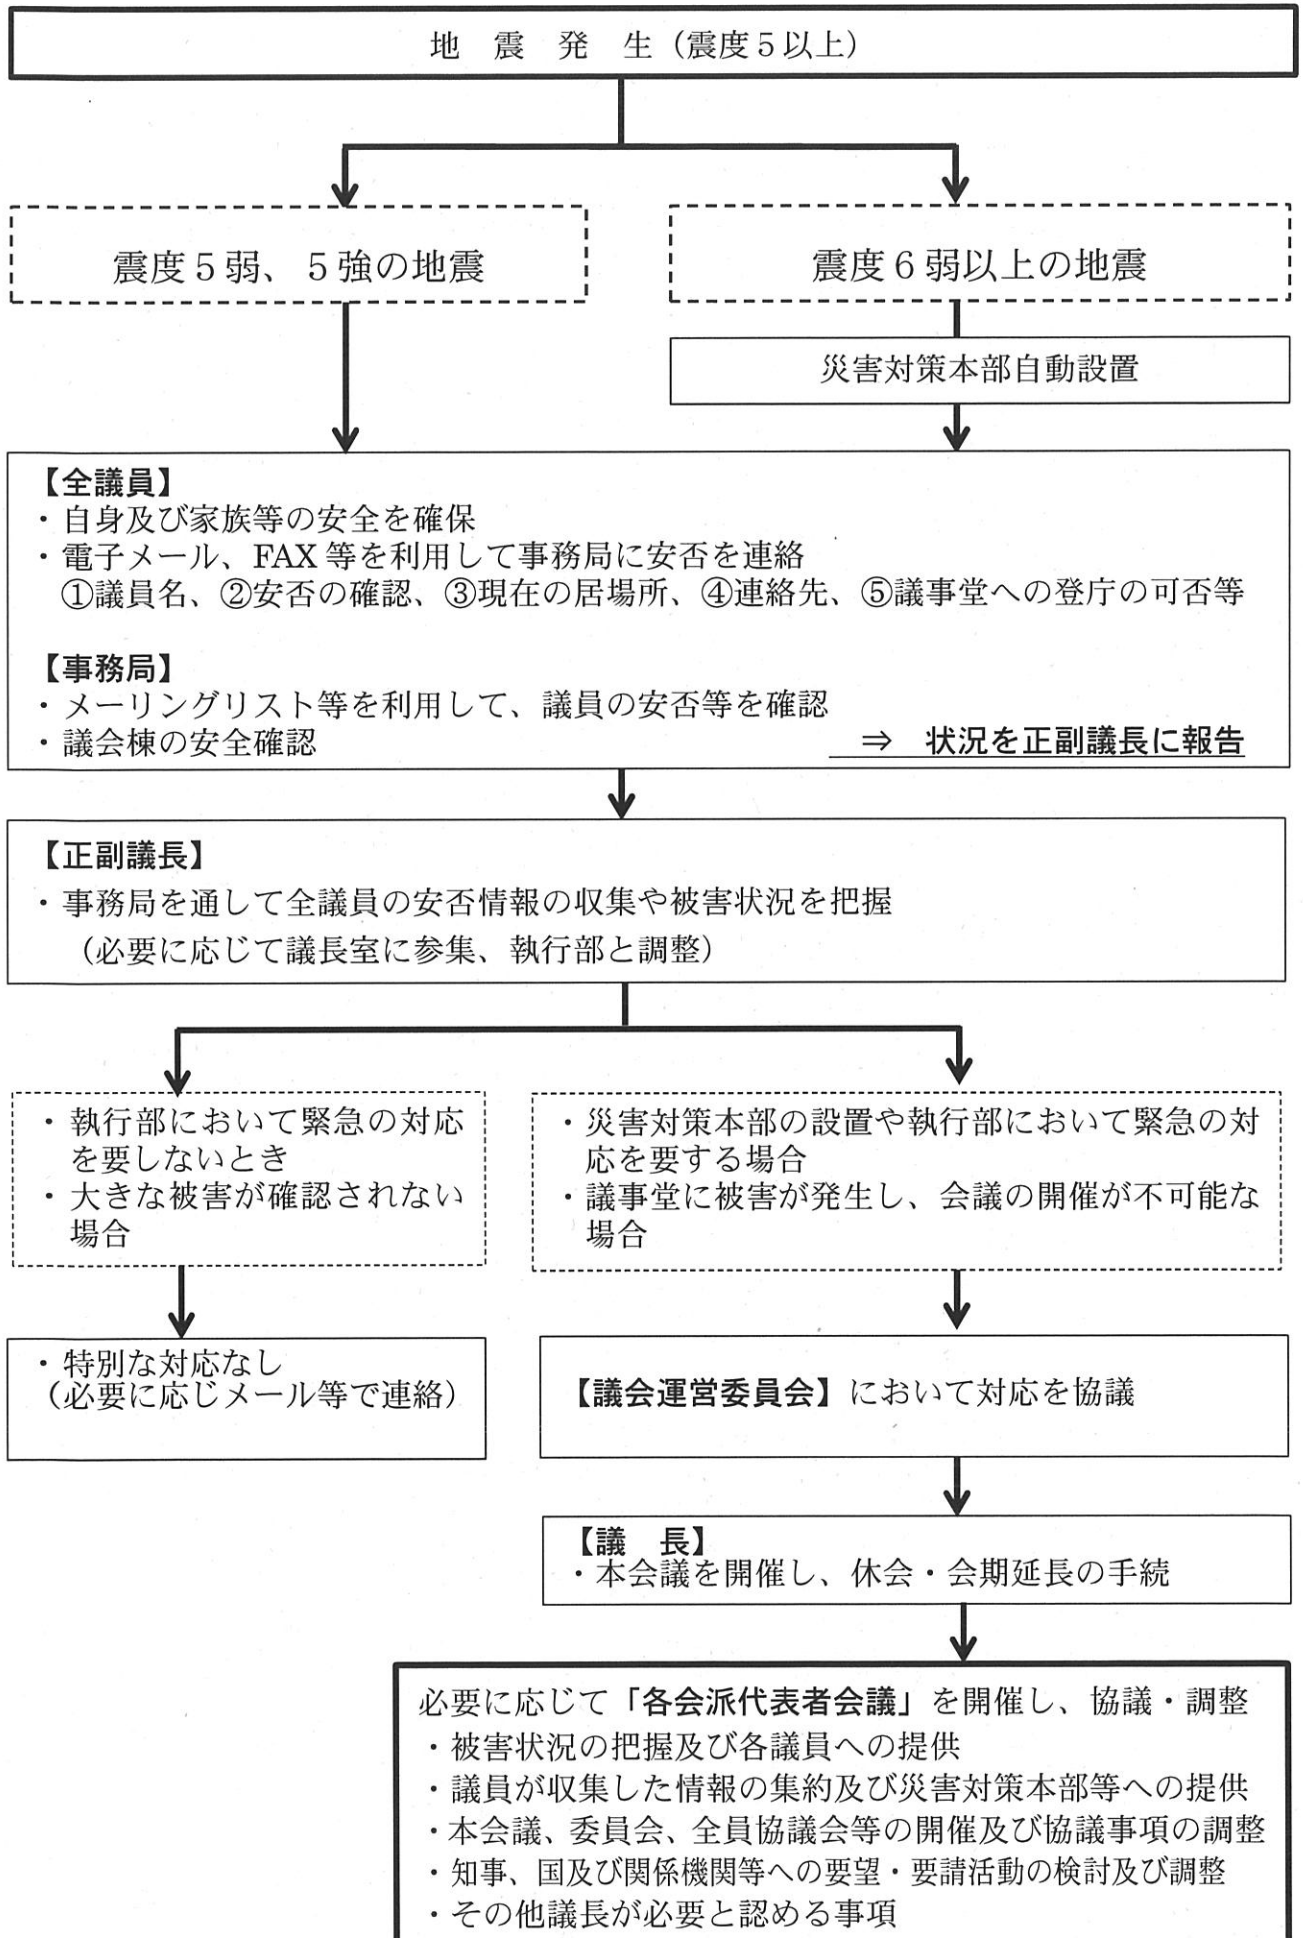 地　震　発　生（震度５以上）
震度５弱、５強の地震
震度６弱以上の地震
災害対策本部自動設置
【全議員】
・自身及び家族等の安全を確保
・電子メール、FAX 等を利用して事務局に安否を連絡
①議員名、②安否の確認、③現在の居場所、④連絡先、⑤議事堂への登庁の可否等
【事務局】
・メーリングリスト等を利用して、議員の安否等を確認
・議会棟の安全確認　⇒　状況を正副議長に報告
【正副議長】
・事務局を通して全議員の安否情報の収集や被害状況を把握
（必要に応じて議長室に参集、執行部と調整）
・執行部において緊急の対応
を要しないとき
・大きな被害が確認されない
場合
・災害対策本部の設置や執行部において緊急の対
応を要する場合
・議事堂に被害が発生し、会議の開催が不可能な
場合
・特別な対応なし
（必要に応じメール等で連絡）
【議会運営委員会】において対応を協議
【議　長】
・本会議を開催し、休会・会期延長の手続
必要に応じて「各会派代表者会議」を開催し、協議・調整
・被害状況の把握及び各議員への提供
・議員が収集した情報の集約及び災害対策本部等への提供
・本会議、委員会、全員協議会等の開催及び協議事項の調整
・知事、国及び関係機関等への要望・要請活動の検討及び調整
・その他議長が必要と認める事項